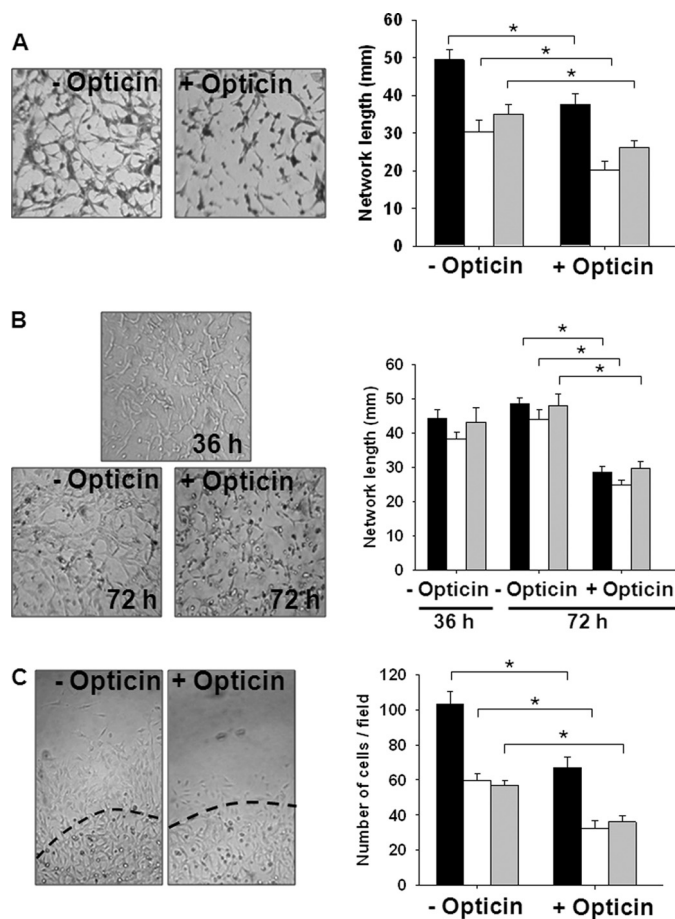 A
- Opticin
+ Opticin
Network length (mm)
60
50
40
30
20
10
0
*
*
*
- Opticin
+ Opticin
B
36 h
- Opticin
72 h
+ Opticin
72 h
Network length (mm)
60
50
40
30
20
10
0
*
*
*
- Opticin - Opticin + Opticin
36 h 72 h
C
- Opticin
+ Opticin
Number of cells / field
120
100
80
60
40
20
0
*
*
*
- Opticin
+ Opticin